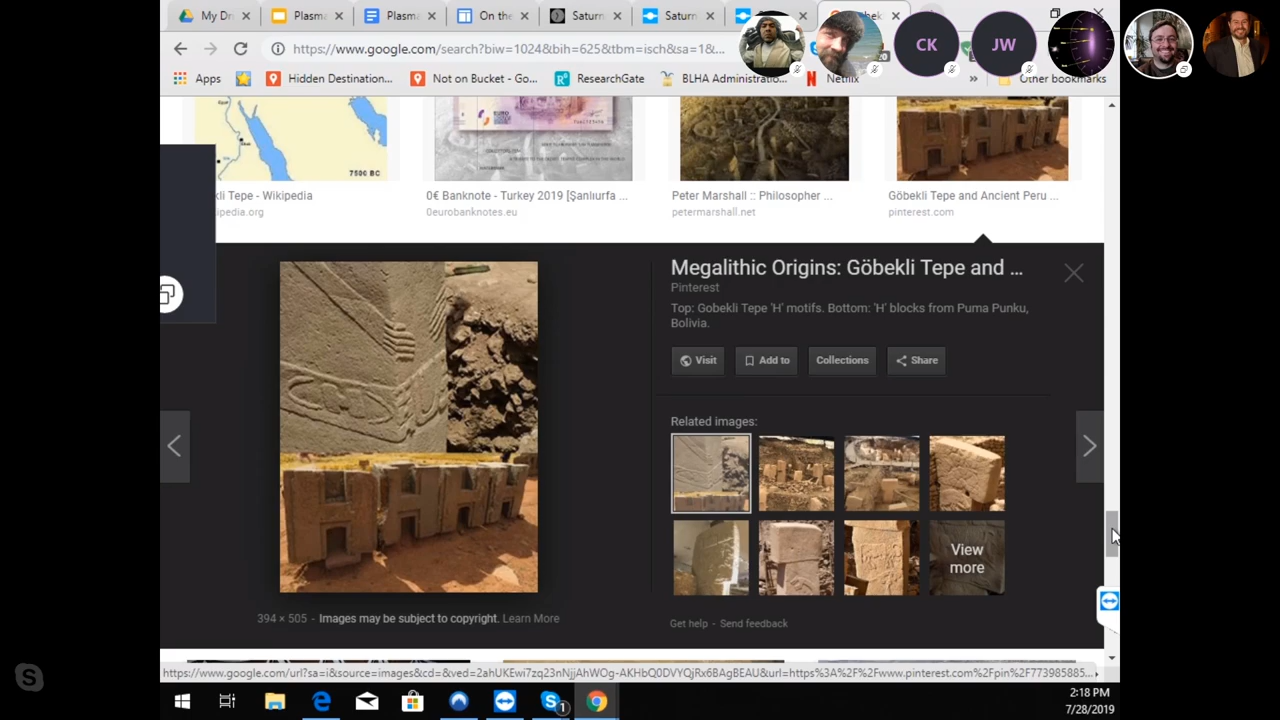 My Dr
Plasma
Plasm
On the
Saturn
Saturn
https://www.google.com/search?biw=1024&bih=625&tbm=isch&sa=1&...
CK
JW
Apps
Hidden Destination...
Not on Bucket - Go...
ResearchGate
BLHA Administratio...
Netflix
»
Other bookmarks
EURO
7500 BC
kli Tepe - Wikipedia
ipedia.org
0€ Banknote - Turkey 2019 [Şanlıurfa ...
0eurobanknotes.eu
Peter Marshall :: Philosopher ...
petermarshall.net
Göbekli Tepe and Ancient Peru ...
pinterest.com
Megalithic Origins: Göbekli Tepe and ...
Pinterest
Top: Gobekli Tepe 'H' motifs. Bottom: 'H' blocks from Puma Punku,
Bolivia.
Visit
Add to
Collections
Share
Related images:
View
more
394 × 505 - Images may be subject to copyright. Learn More
Get help - Send feedback
https://www.google.com/url?sa=i&source=images&cd=&ved=2ahUKEwi7zq23nNjjAhWOg-AKHbQ0DVYQjRx6BAgBEAU&url=https%3A%2F%2Fwww.pinterest.com%2Fpin%2F773985885...
1
2:18 PM
7/28/2019